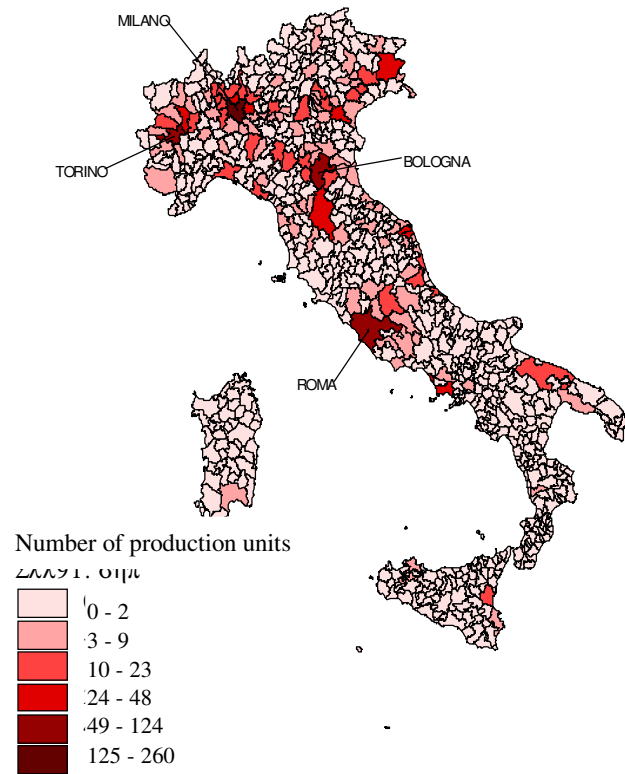 MILANO
TORINO
BOLOGNA
ROMA
Number of production units
0 - 2
3 - 9
10 - 23
24 - 48
49 - 124
125 - 260